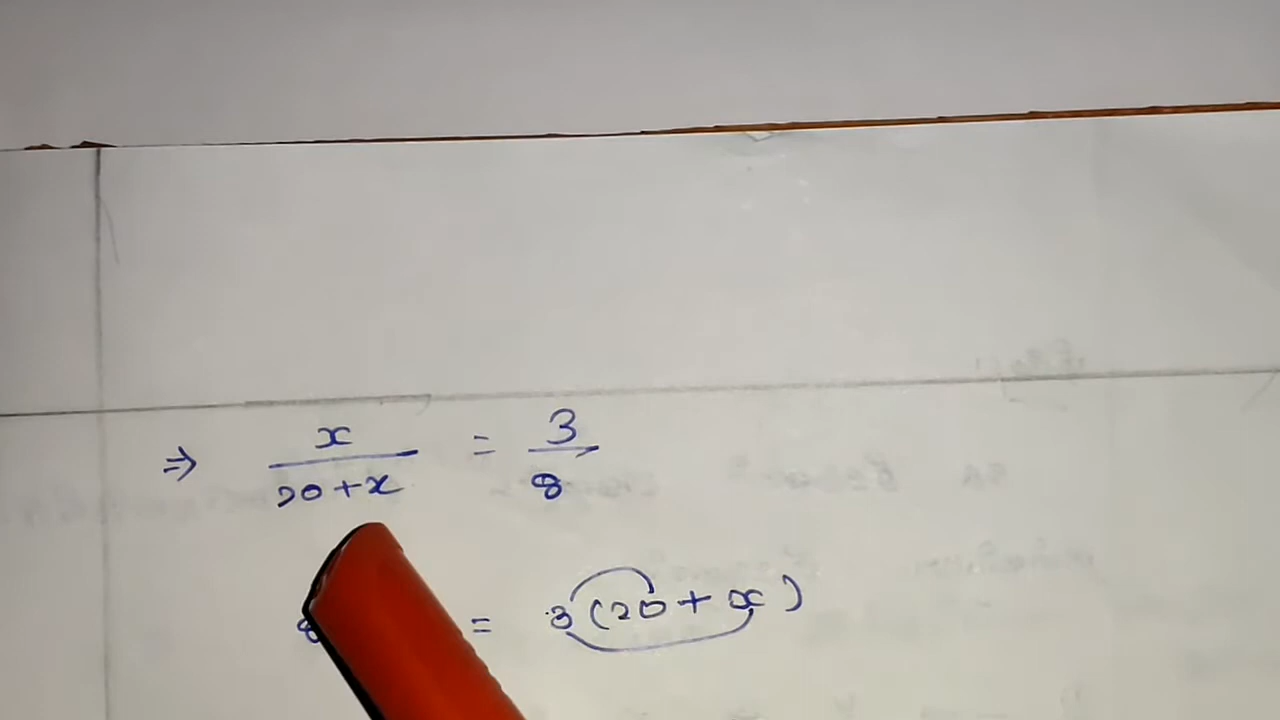 ⇒ x/(20+x) = 3/8
= 3(20+x)